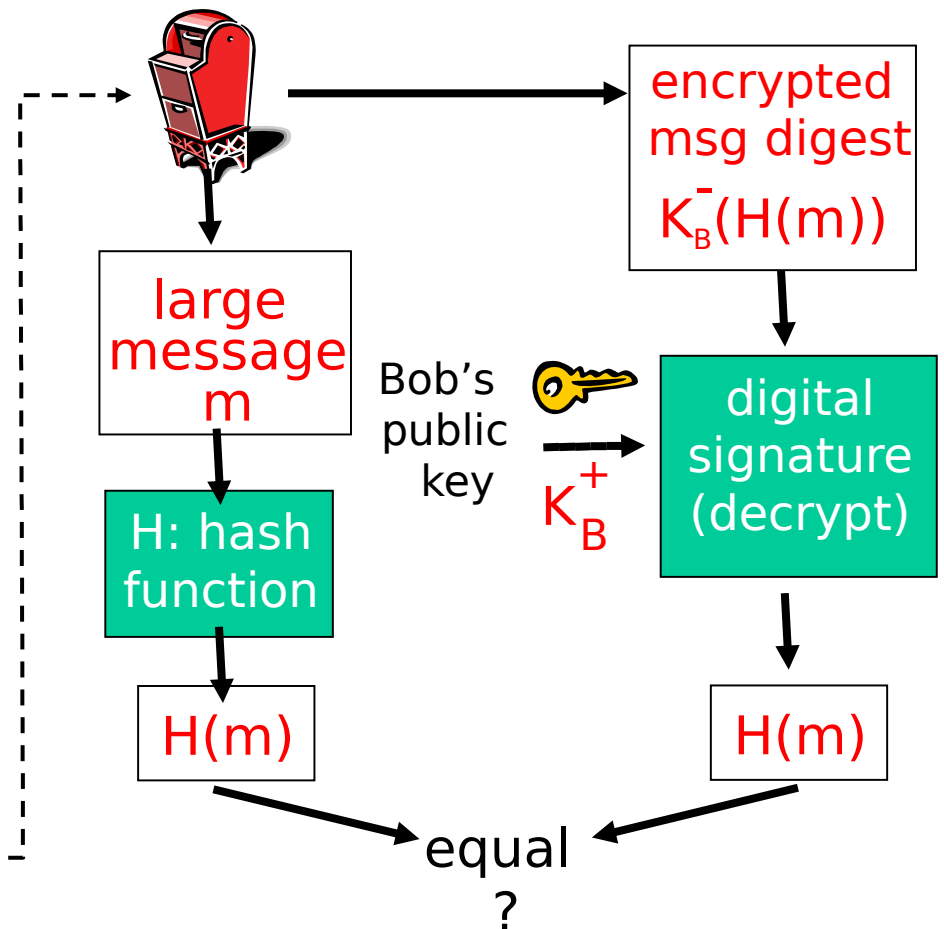 encrypted
msg digest
K_B^-(H(m))
large
message
m
Bob’s
public
key
K_B^+
digital
signature
(decrypt)
H: hash
function
H(m)
H(m)
equal
?